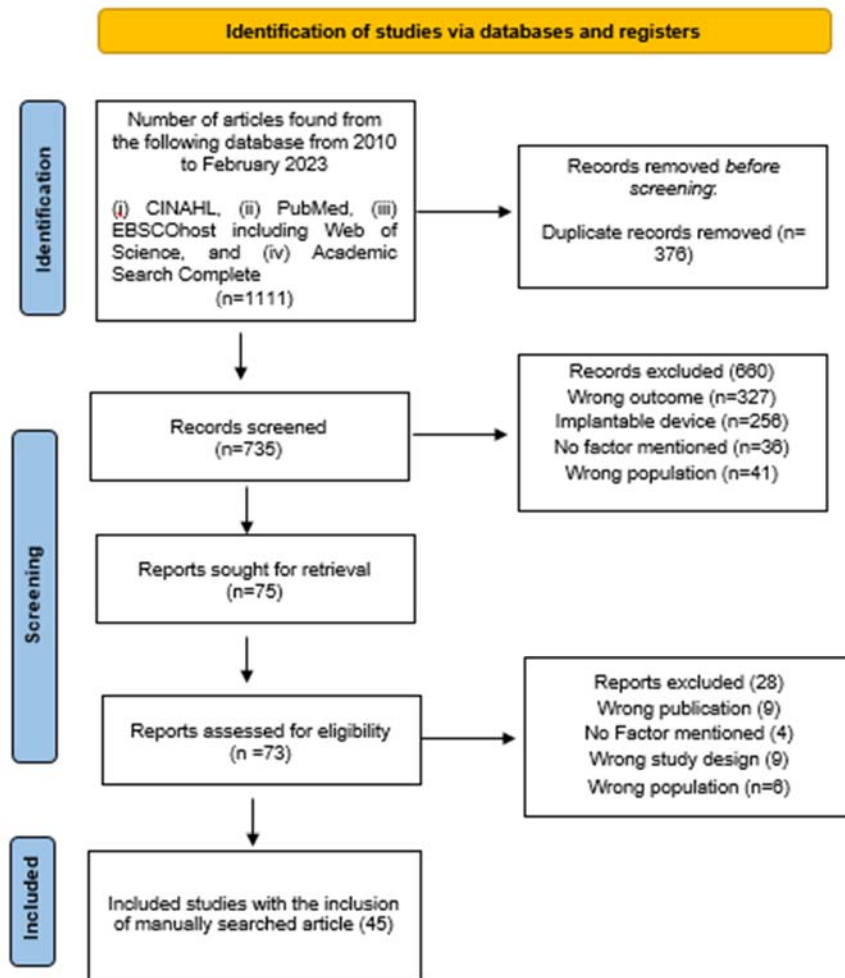 Identification of studies via databases and registers
Identification
Number of articles found from
the following database from 2010
to February 2023
(i) CINAHL, (ii) PubMed, (iii)
EBSCOhost including Web of
Science, and (iv) Academic
Search Complete
(n=1111)
Records removed before
screening:
Duplicate records removed (n=
376)
Screening
Records screened
(n=735)
Records excluded (660)
Wrong outcome (n=327)
Implantable device (n=256)
No factor mentioned (n=36)
Wrong population (n=41)
Reports sought for retrieval
(n=75)
Reports assessed for eligibility
(n =73)
Reports excluded (28)
Wrong publication (9)
No Factor mentioned (4)
Wrong study design (9)
Wrong population (n=6)
Included
Included studies with the inclusion
of manually searched article (45)